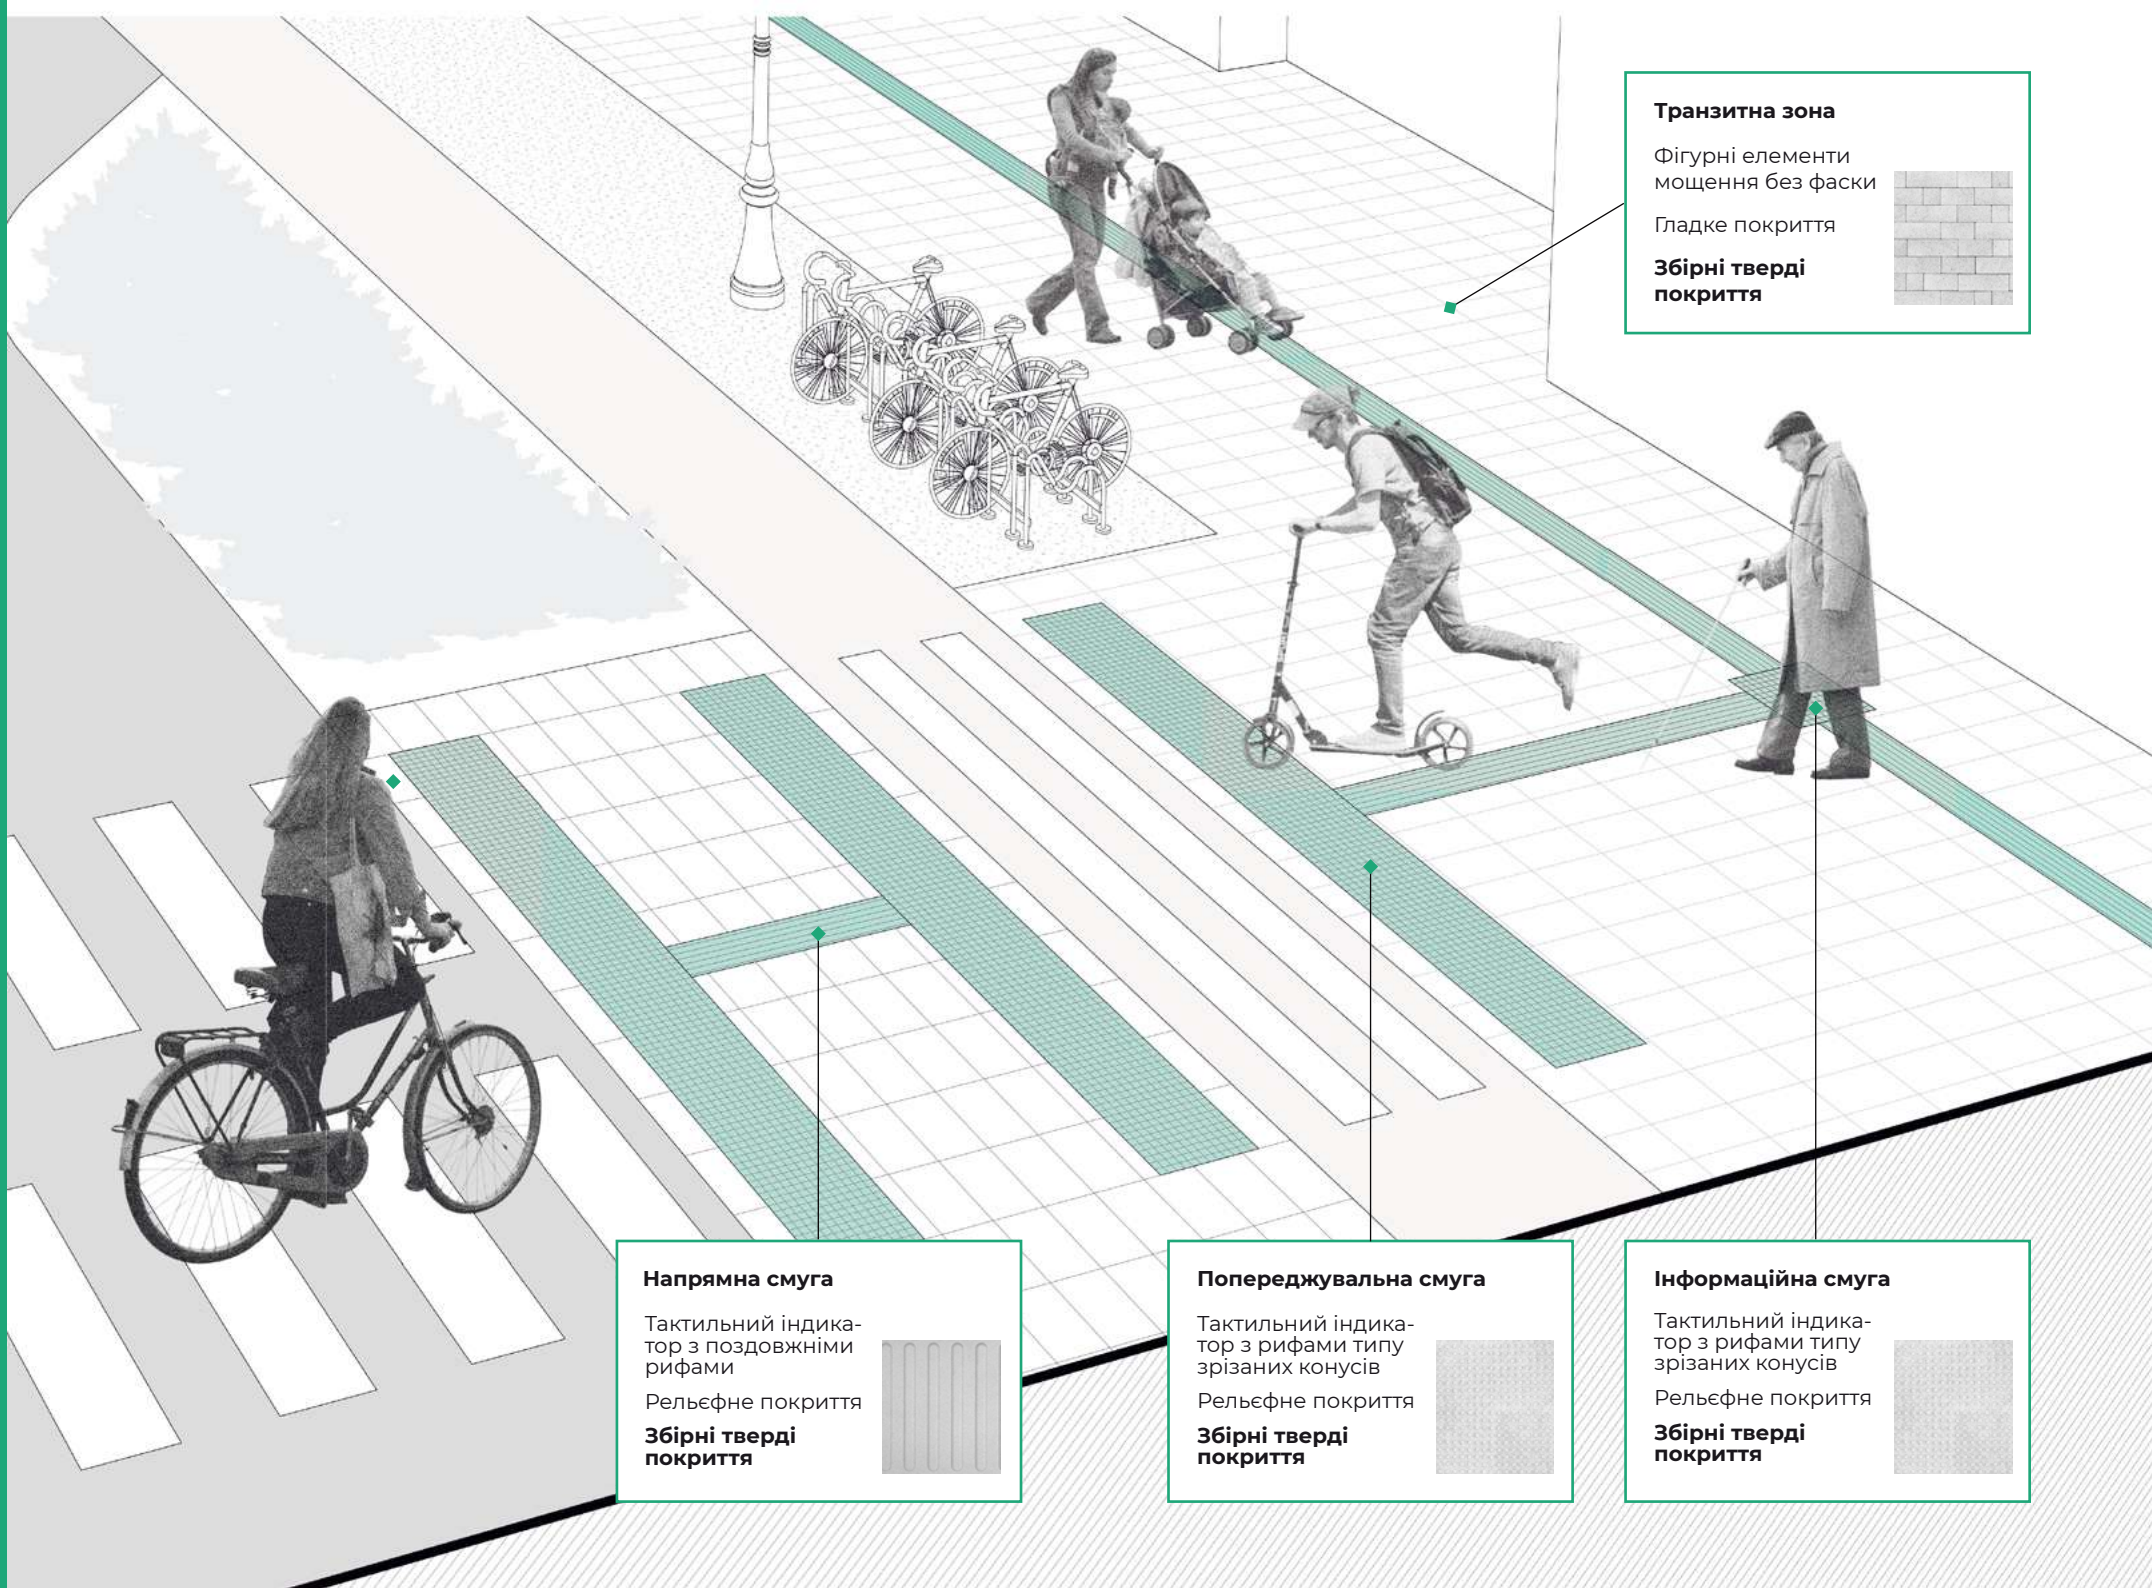 Транзитна зона
Фігурні елементи
мощення без фаски
Гладке покриття
Збірні тверді
покриття
Напрямна смуга
Тактильний індика-
тор з поздовжніми
рифами
Рельєфне покриття
Збірні тверді
покриття
Попереджувальна смуга
Тактильний індика-
тор з рифами типу
зрізаних конусів
Рельєфне покриття
Збірні тверді
покриття
Інформаційна смуга
Тактильний індика-
тор з рифами типу
зрізаних конусів
Рельєфне покриття
Збірні тверді
покриття